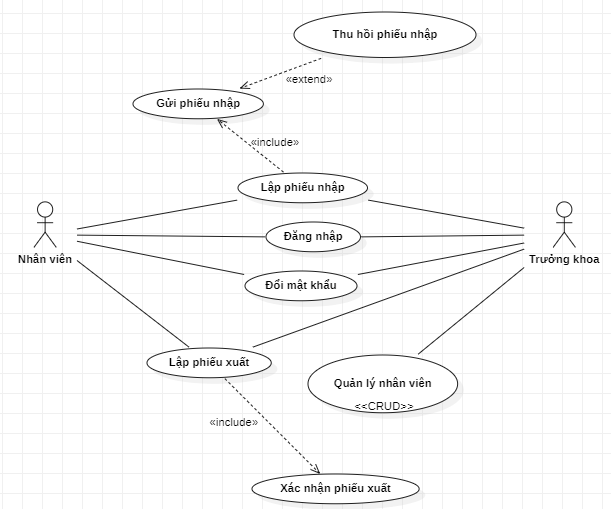 Thu hồi phiếu nhập
«extend»
Gửi phiếu nhập
«include»
Lập phiếu nhập
Đăng nhập
Nhân viên
Trưởng khoa
Đổi mật khẩu
Lập phiếu xuất
Quản lý nhân viên
<<CRUD>>
«include»
Xác nhận phiếu xuất